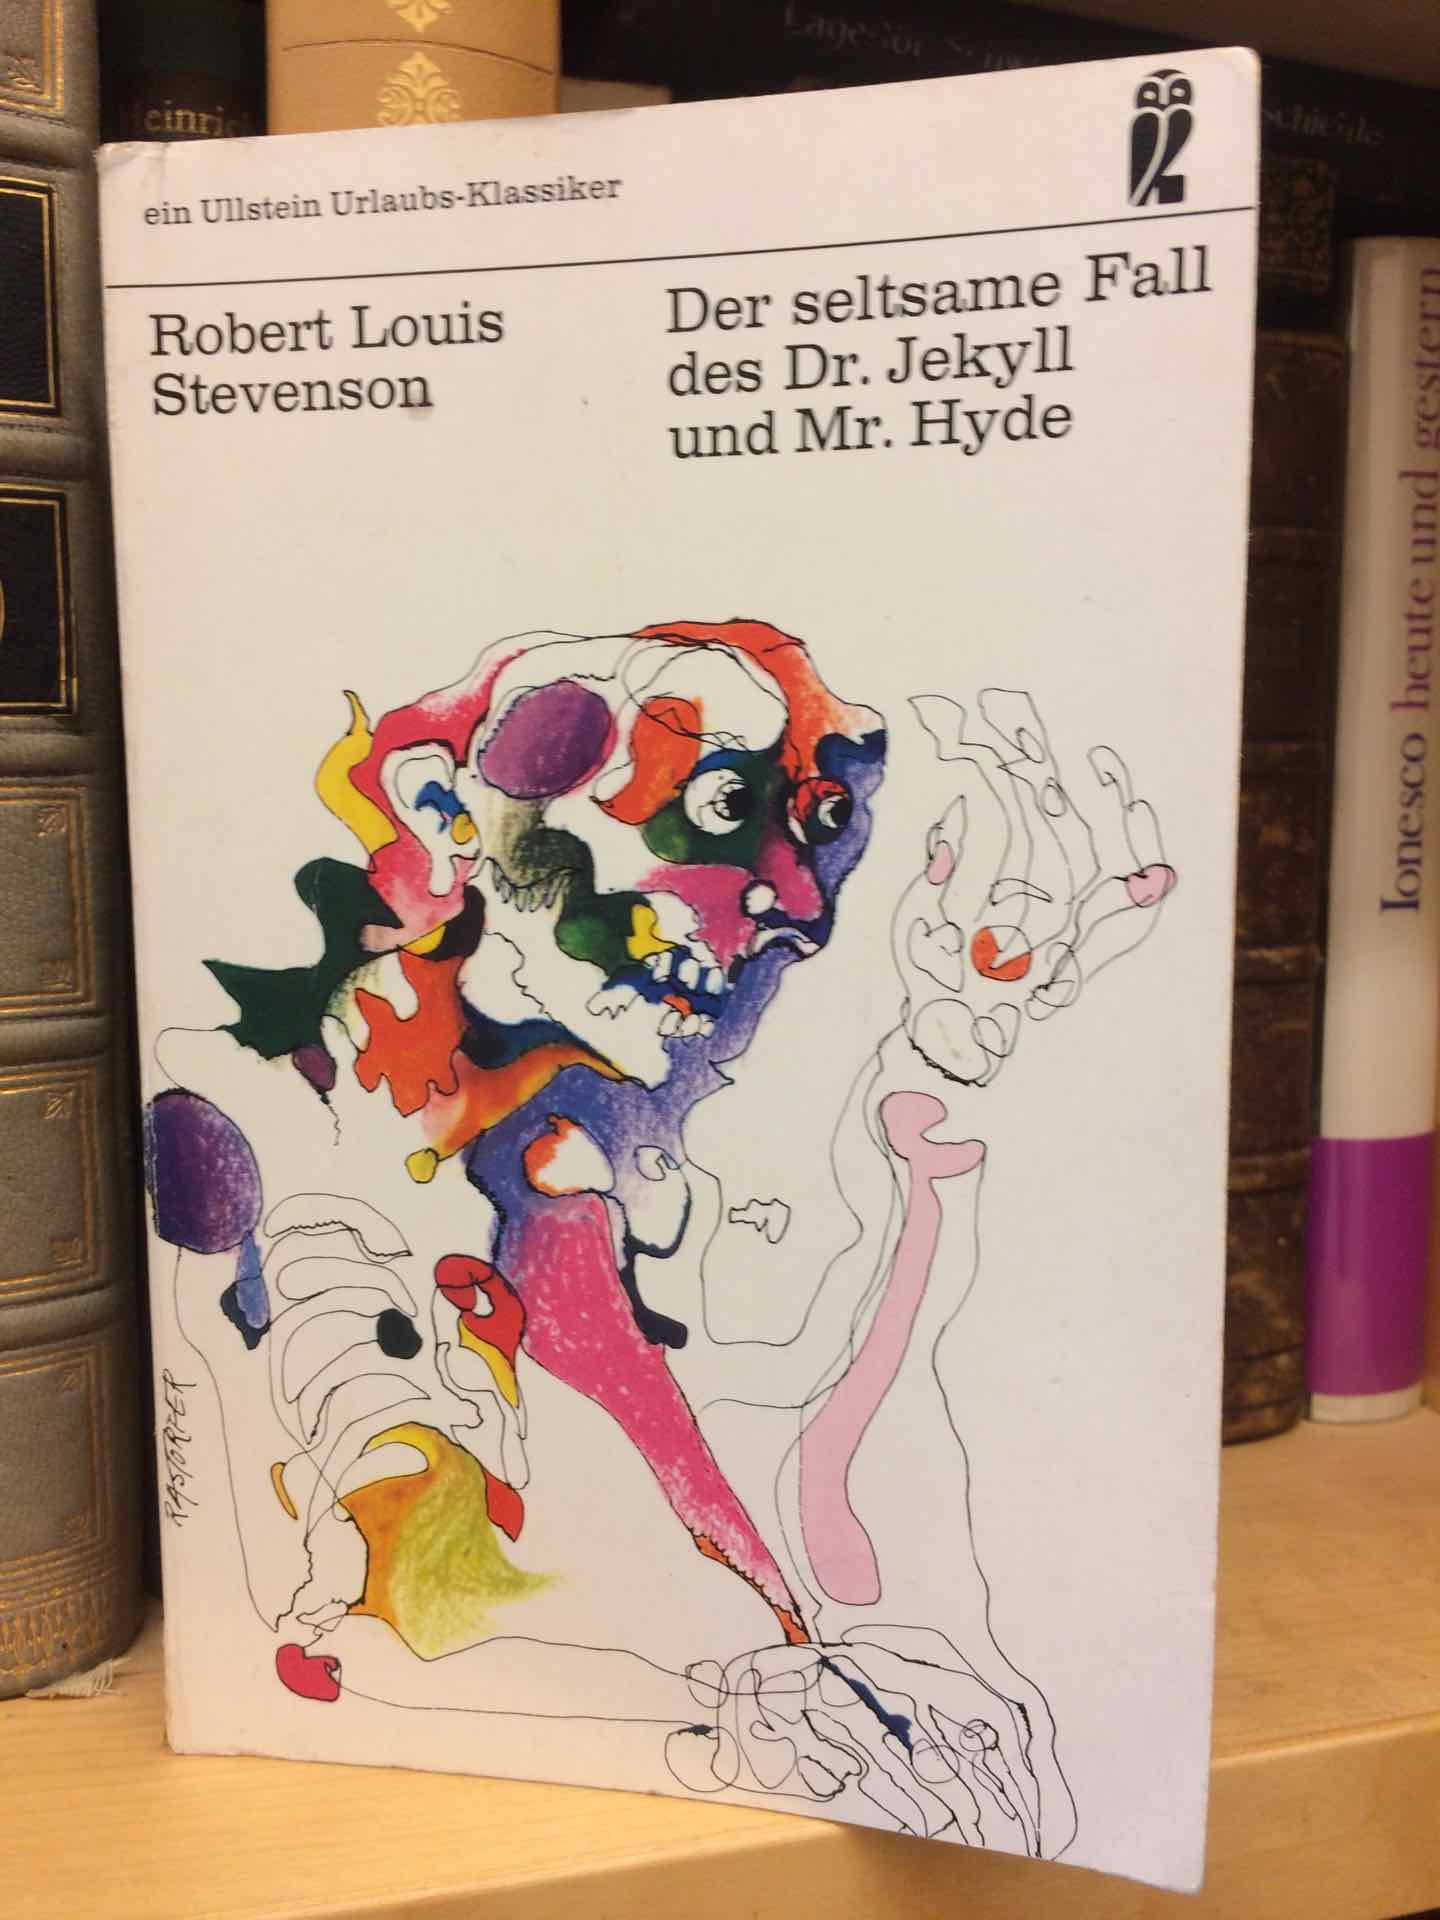 ein Ullstein Urlaubs-Klassiker
Robert Louis
Stevenson
Der seltsame Fall
des Dr. Jekyll
und Mr. Hyde
RASTORFER
Ionesco heute und gestern